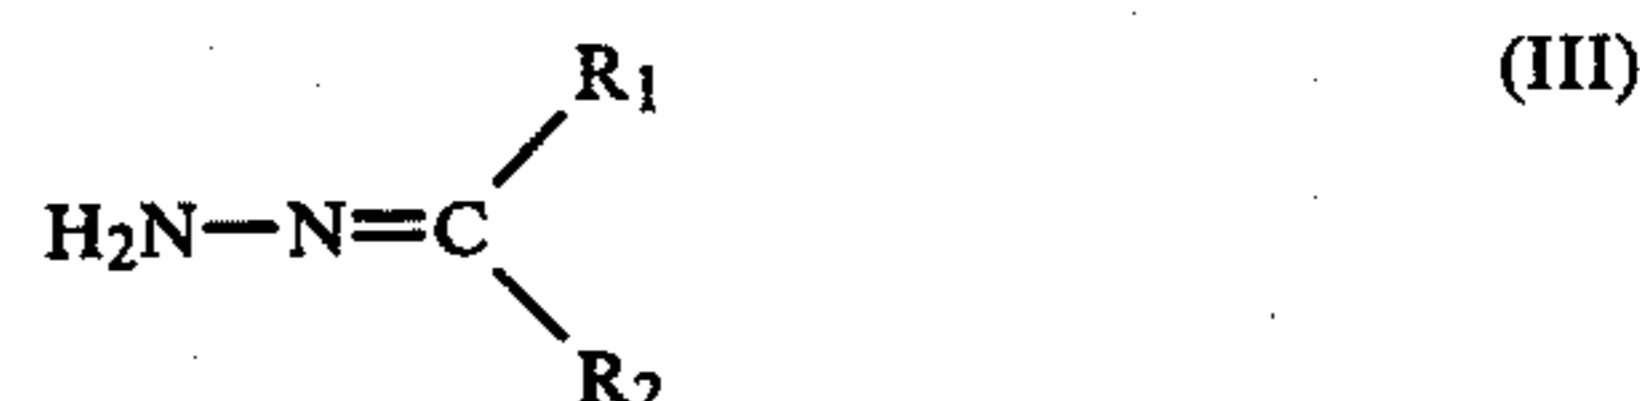 R₁ (III)
H₂N—N=C
R₂